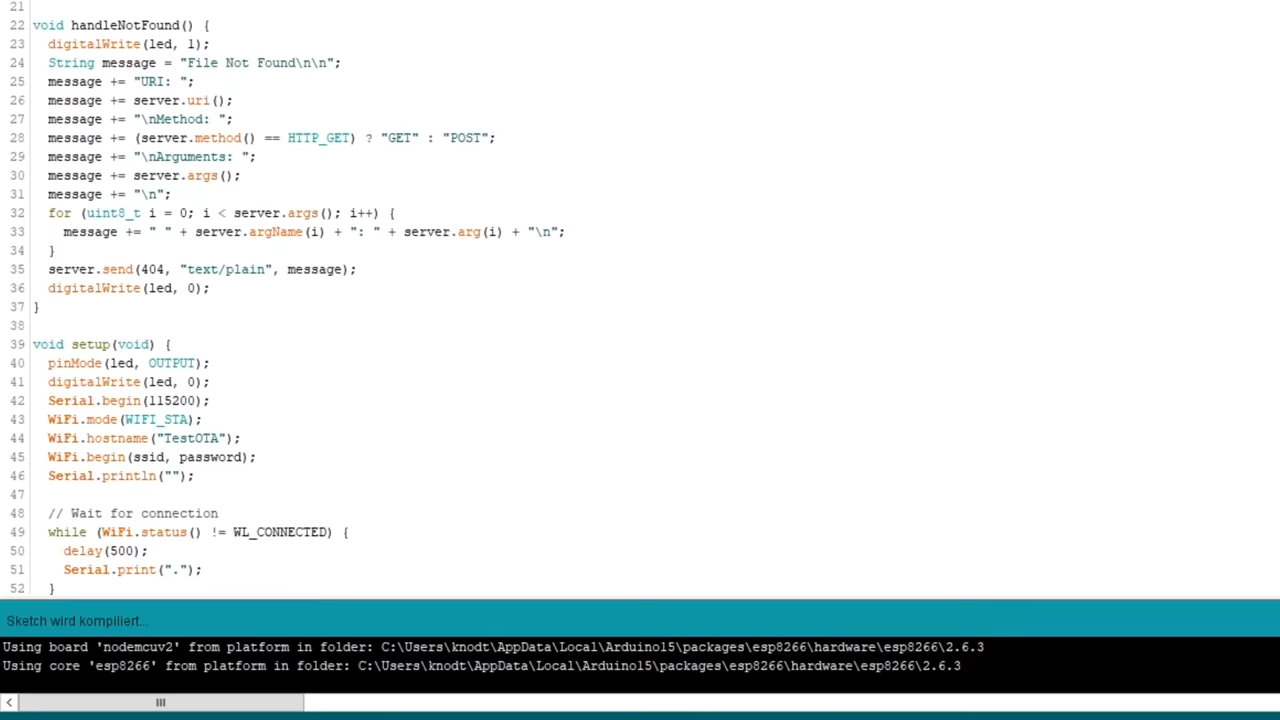 21
22 void handleNotFound() {
23 digitalWrite(led, 1);
24 String message = "File Not Found\n\n";
25 message += "URI: ";
26 message += server.uri();
27 message += "\nMethod: ";
28 message += (server.method() == HTTP_GET) ? "GET" : "POST";
29 message += "\nArguments: ";
30 message += server.args();
31 message += "\n";
32 for (uint8_t i = 0; i < server.args(); i++) {
33 message += " " + server.argName(i) + ": " + server.arg(i) + "\n";
34 }
35 server.send(404, "text/plain", message);
36 digitalWrite(led, 0);
37 }
38
39 void setup(void) {
40 pinMode(led, OUTPUT);
41 digitalWrite(led, 0);
42 Serial.begin(115200);
43 WiFi.mode(WIFI_STA);
44 WiFi.hostname("TestOTA");
45 WiFi.begin(ssid, password);
46 Serial.println("");
47
48 // Wait for connection
49 while (WiFi.status() != WL_CONNECTED) {
50 delay(500);
51 Serial.print(".");
52 }
Sketch wird kompiliert...
Using board 'nodemcuv2' from platform in folder: C:\Users\knodt\AppData\Local\Arduino15\packages\esp8266\hardware\esp8266\2.6.3
Using core 'esp8266' from platform in folder: C:\Users\knodt\AppData\Local\Arduino15\packages\esp8266\hardware\esp8266\2.6.3